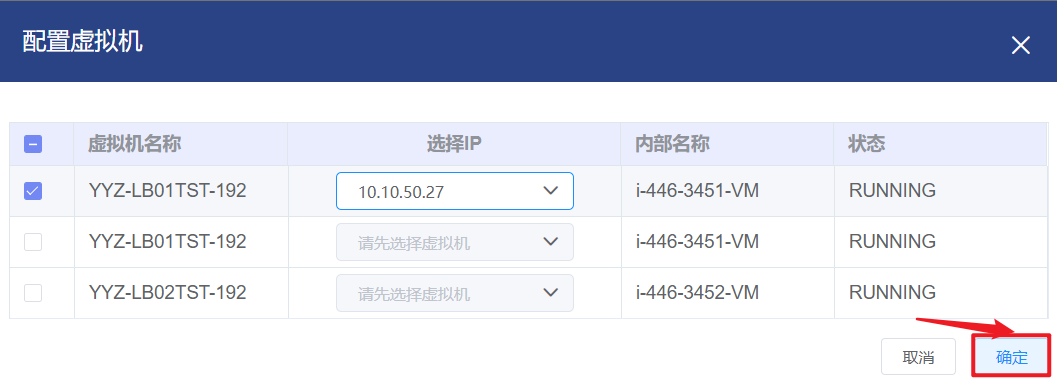 配置虚拟机
虚拟机名称 选择IP 内部名称 状态
YYZ-LB01TST-192 10.10.50.27 i-446-3451-VM RUNNING
YYZ-LB01TST-192 请先选择虚拟机 i-446-3451-VM RUNNING
YYZ-LB02TST-192 请先选择虚拟机 i-446-3452-VM RUNNING
取消 确定